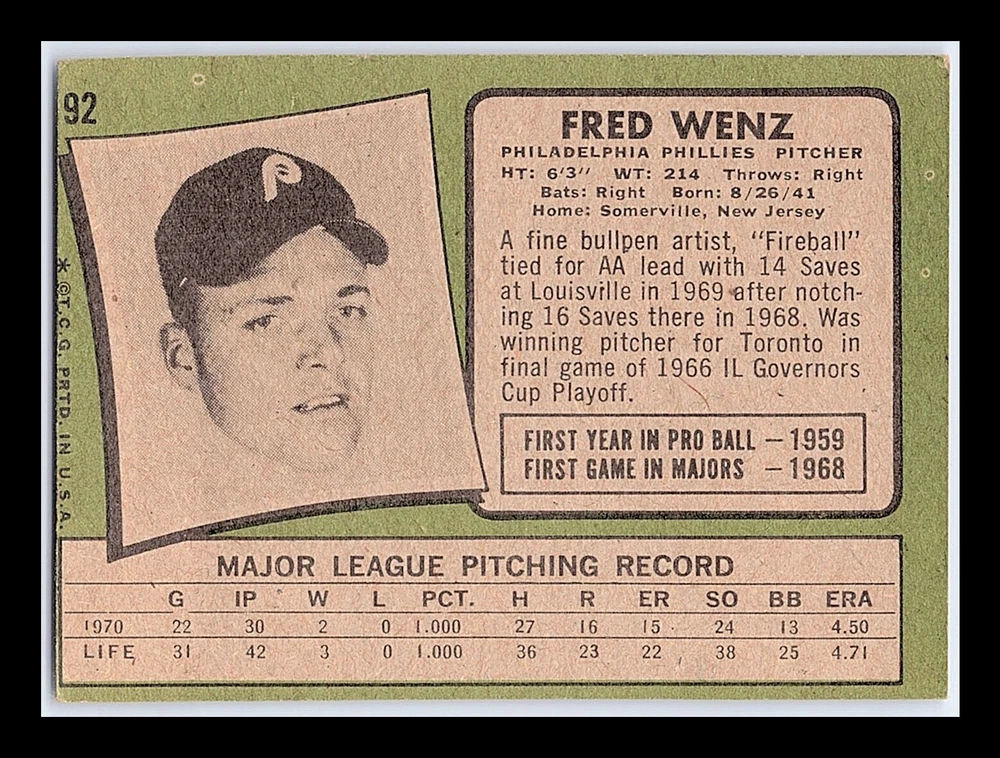 92
FRED WENZ
PHILADELPHIA PHILLIES PITCHER
HT: 6'3" WT: 214 Throws: Right
Bats: Right Born: 8/26/41
Home: Somerville, New Jersey
A fine bullpen artist, "Fireball"
tied for AA lead with 14 Saves
at Louisville in 1969 after notch-
ing 16 Saves there in 1968. Was
winning pitcher for Toronto in
final game of 1966 IL Governors
Cup Playoff.
FIRST YEAR IN PRO BALL — 1959
FIRST GAME IN MAJORS — 1968
P
* © T.C.G. PRTD. IN U.S.A.
MAJOR LEAGUE PITCHING RECORD
G IP W L PCT. H R ER SO BB ERA
1970 22 30 2 0 1.000 27 16 15 24 13 4.50
LIFE 31 42 3 0 1.000 36 23 22 38 25 4.71